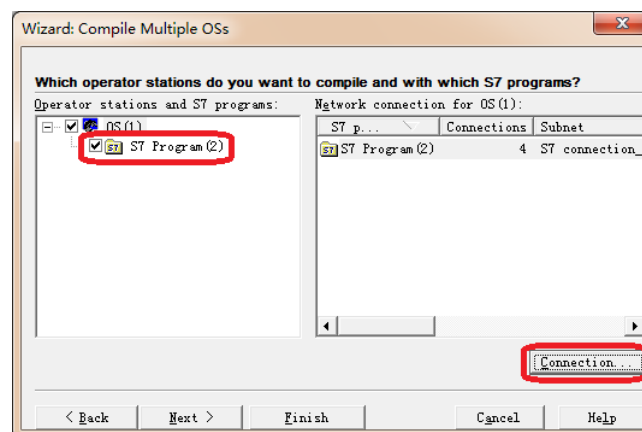 Wizard: Compile Multiple OSs
Which operator stations do you want to compile and with which S7 programs?
Operator stations and S7 programs:
Network connection for OS(1):
OS(1)
S7 Program(2)
S7 p... Connections Subnet
S7 Program(2) 4 S7 connection_
Connection...
< Back Next > Finish Cancel Help